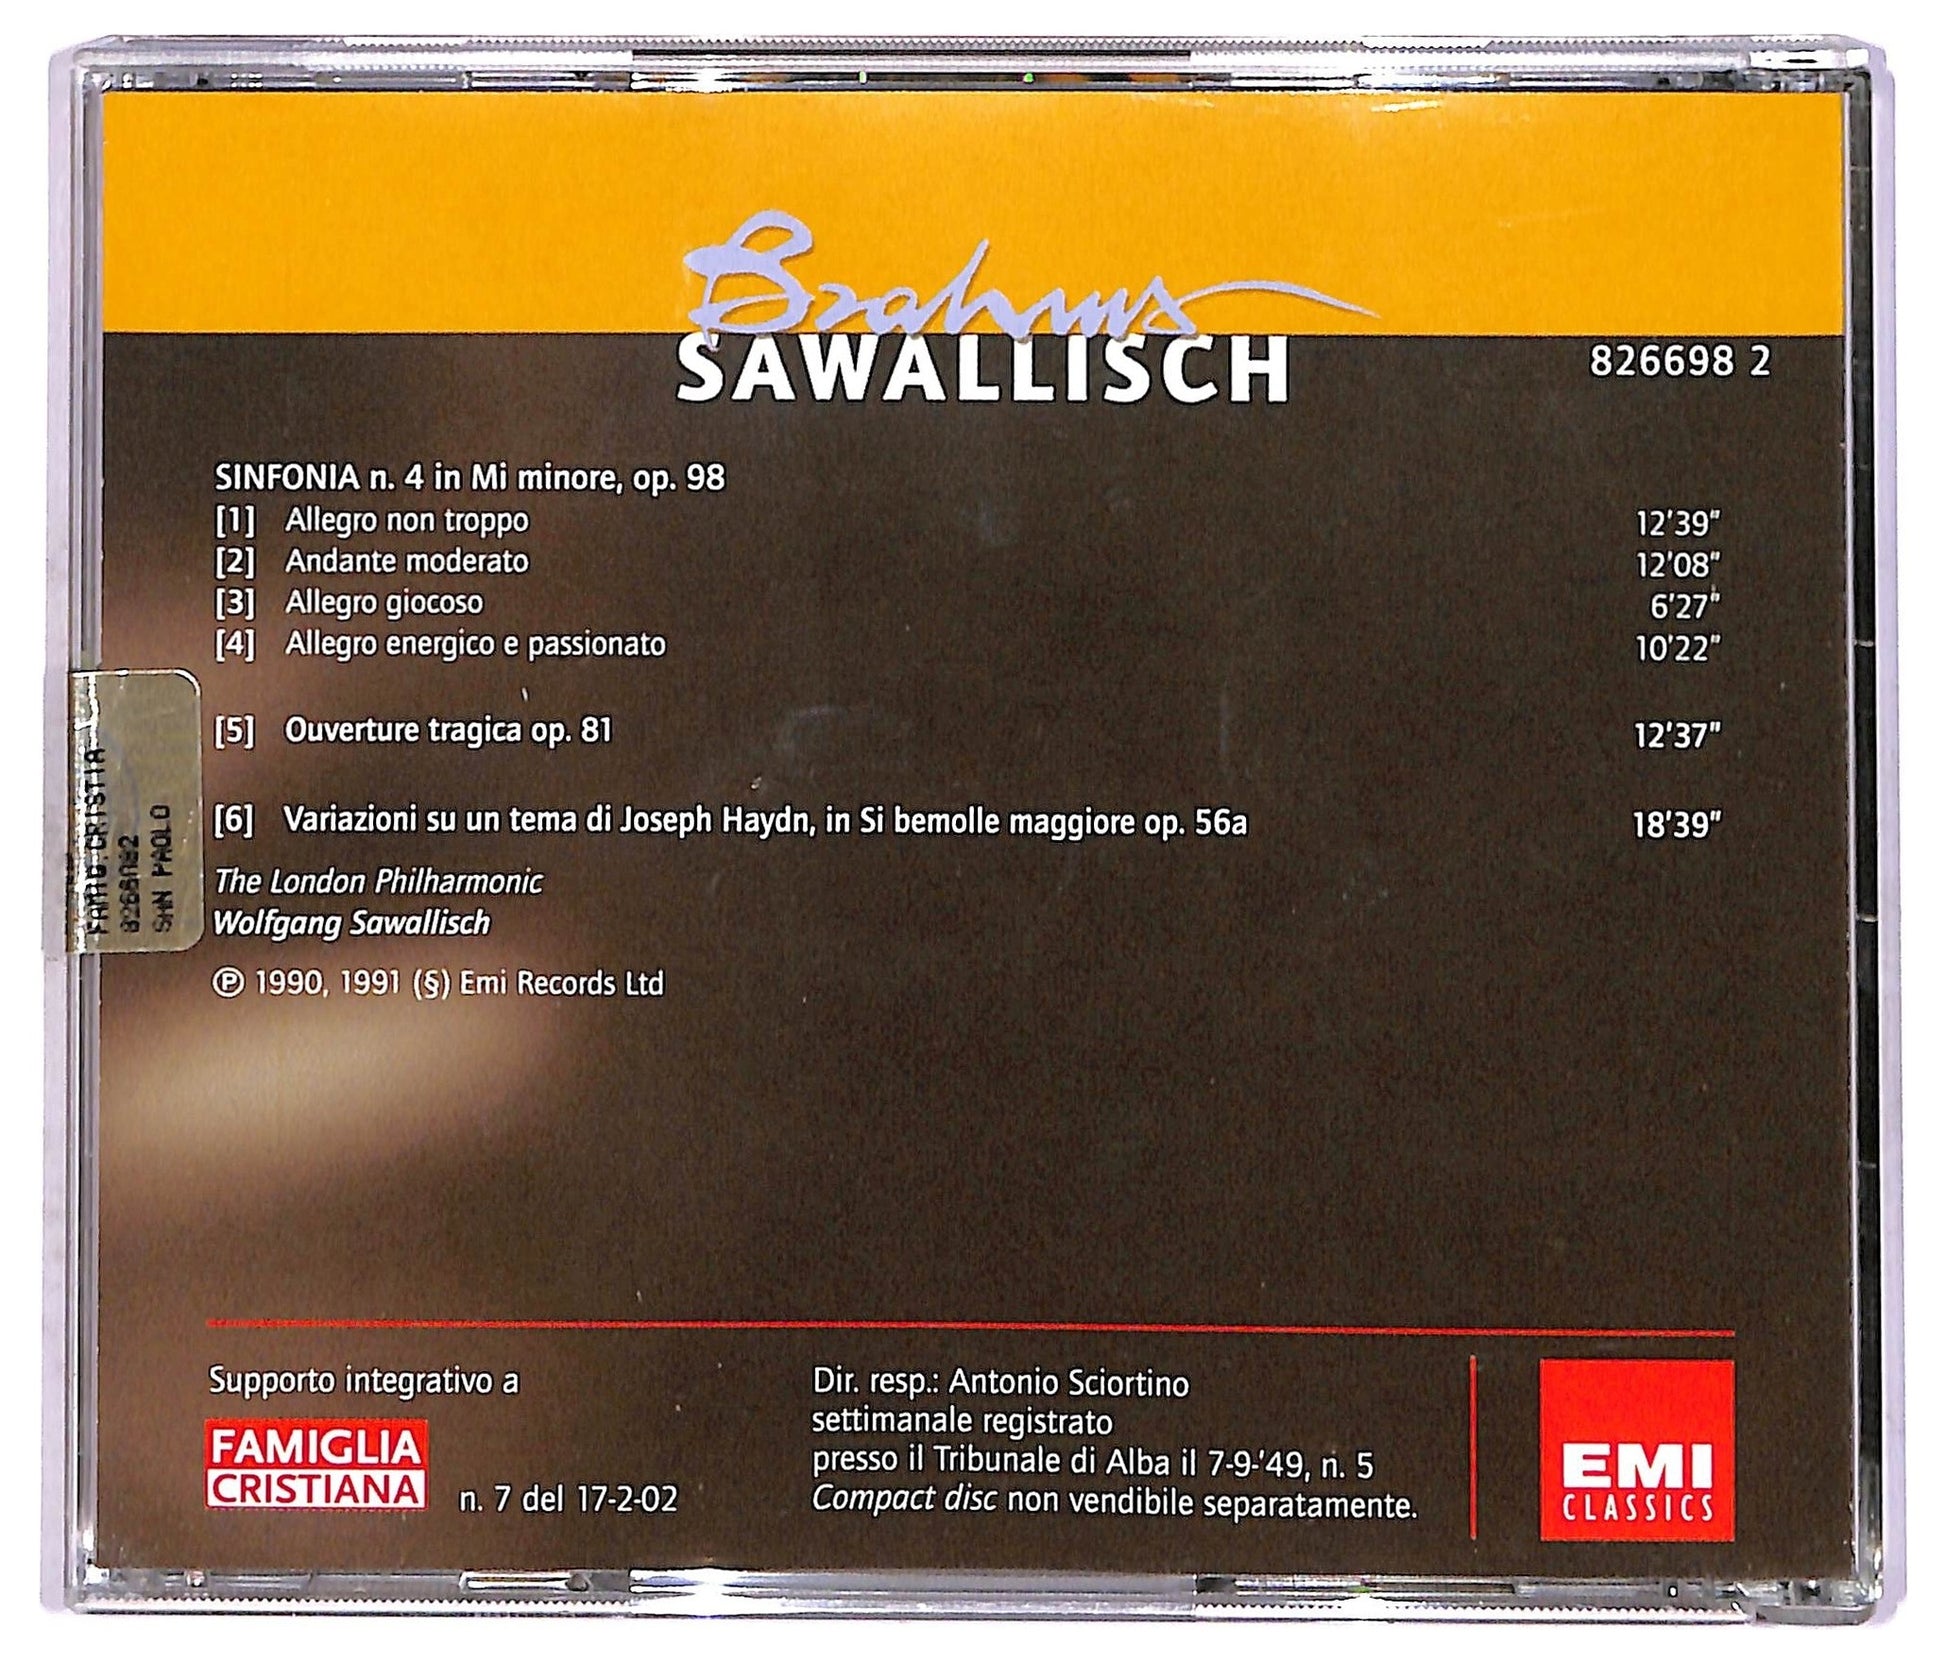 Brahms
SAWALLISCH
826698 2
SINFONIA n. 4 in Mi minore, op. 98
[1] Allegro non troppo 12'39"
[2] Andante moderato 12'08"
[3] Allegro giocoso 6'27"
[4] Allegro energico e passionato 10'22"
[5] Ouverture tragica op. 81 12'37"
[6] Variazioni su un tema di Joseph Haydn, in Si bemolle maggiore op. 56a 18'39"
The London Philharmonic
Wolfgang Sawallisch
℗ 1990, 1991 (§) Emi Records Ltd
SAN PAOLO
Supporto integrativo a
FAMIGLIA
CRISTIANA
n. 7 del 17-2-02
Dir. resp.: Antonio Sciortino
settimanale registrato
presso il Tribunale di Alba il 7-9-'49, n. 5
Compact disc non vendibile separatamente.
EMI
CLASSICS